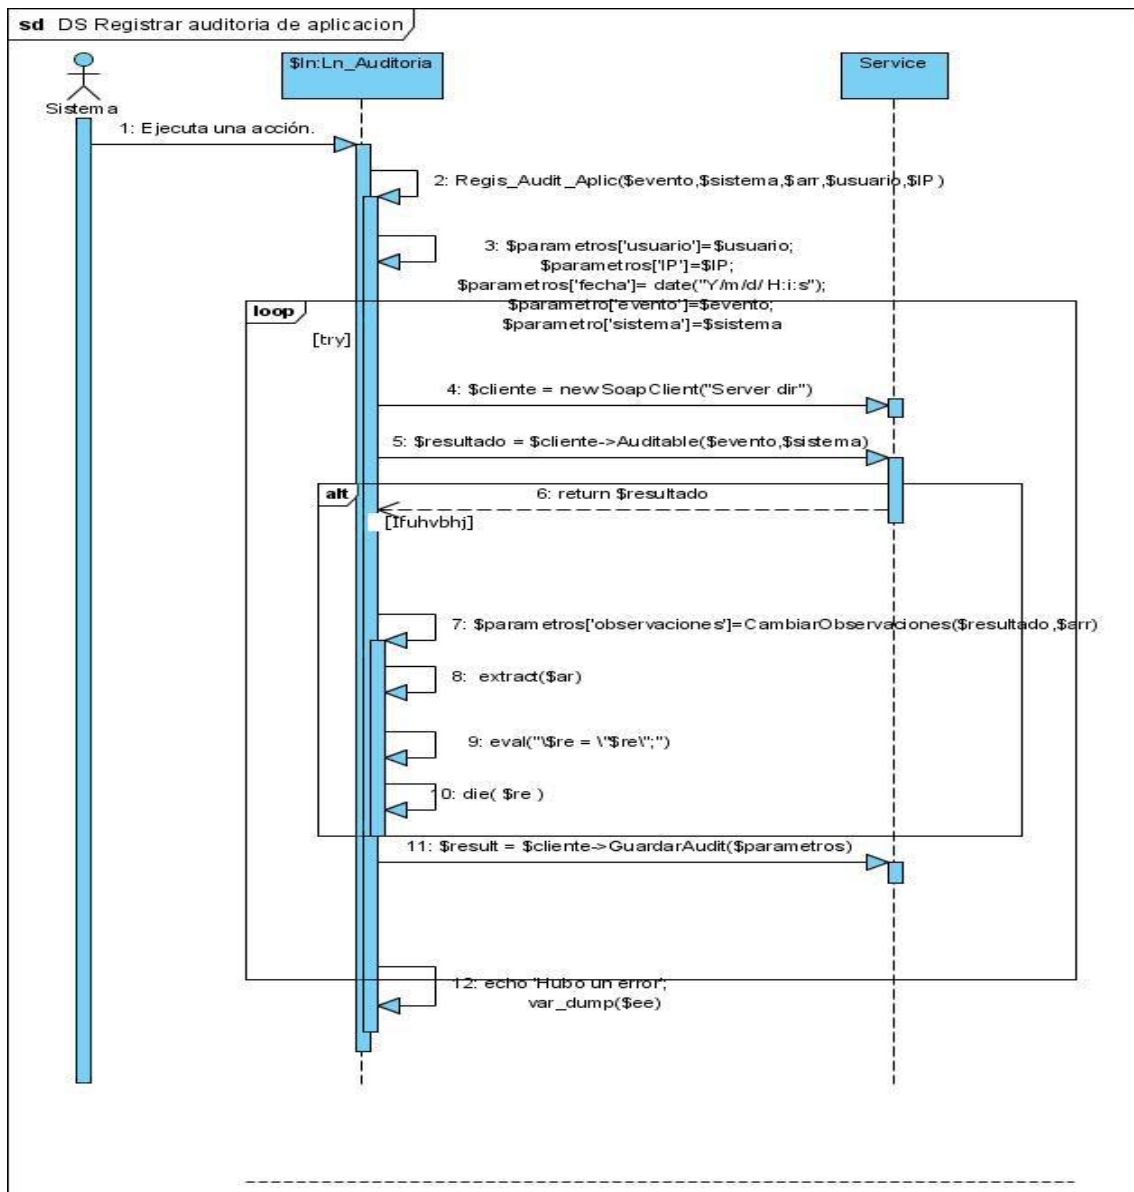 sd DS Registrar auditoria de aplicacion
$ln:Ln_Auditoria
Service
Sistema
1: Ejecuta una acción.
2: Regis_Audit_Aplic($evento,$sistema,$arr,$usuario,$IP)
3: $parametros['usuario']=$usuario;
$parametros['IP']=$IP;
$parametros['fecha']= date("Y/m/d/ H:i:s");
$parametro['evento']=$evento;
$parametro['sistema']=$sistema
loop
[try]
4: $cliente = new SoapClient("Server dir")
5: $resultado = $cliente->Auditable($evento,$sistema)
alt
6: return $resultado
[Ifuhvbhj]
7: $parametros['observaciones']=CambiarObservaciones($resultado,$arr)
8: extract($ar)
9: eval("\$re = \"$re\";")
10: die( $re )
11: $result = $cliente->GuardarAudit($parametros)
12: echo 'Hubo un error';
var_dump($ee)